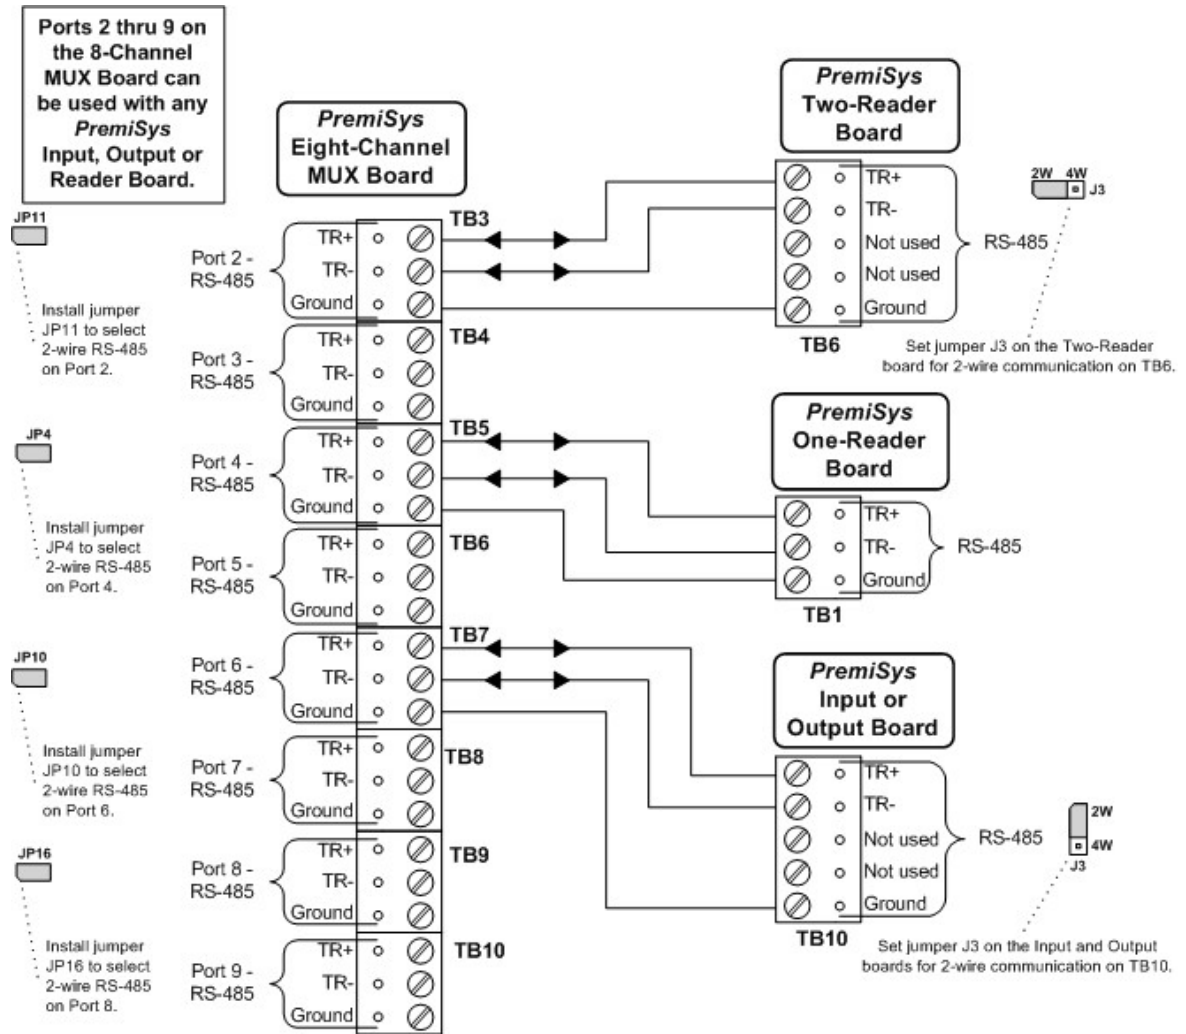 Ports 2 thru 9 on
the 8-Channel
MUX Board can
be used with any
PremiSys
Input, Output or
Reader Board.
PremiSys
Eight-Channel
MUX Board
PremiSys
Two-Reader
Board
JP11
Install jumper
JP11 to select
2-wire RS-485
on Port 2.
JP4
Install jumper
JP4 to select
2-wire RS-485
on Port 4.
JP10
Install jumper
JP10 to select
2-wire RS-485
on Port 6.
JP16
Install jumper
JP16 to select
2-wire RS-485
on Port 8.
Port 2 -
RS-485
TR+
TR-
Ground
TB3
Port 3 -
RS-485
TR+
TR-
Ground
TB4
Port 4 -
RS-485
TR+
TR-
Ground
TB5
Port 5 -
RS-485
TR+
TR-
Ground
TB6
Port 6 -
RS-485
TR+
TR-
Ground
TB7
Port 7 -
RS-485
TR+
TR-
Ground
TB8
Port 8 -
RS-485
TR+
TR-
Ground
TB9
Port 9 -
RS-485
TR+
TR-
Ground
TB10
TR+
TR-
Not used
Not used
Ground
RS-485
TB6
2W 4W
J3
Set jumper J3 on the Two-Reader
board for 2-wire communication on TB6.
PremiSys
One-Reader
Board
TR+
TR-
Ground
RS-485
TB1
PremiSys
Input or
Output Board
TR+
TR-
Not used
Not used
Ground
RS-485
TB10
2W
4W
J3
Set jumper J3 on the Input and Output
boards for 2-wire communication on TB10.